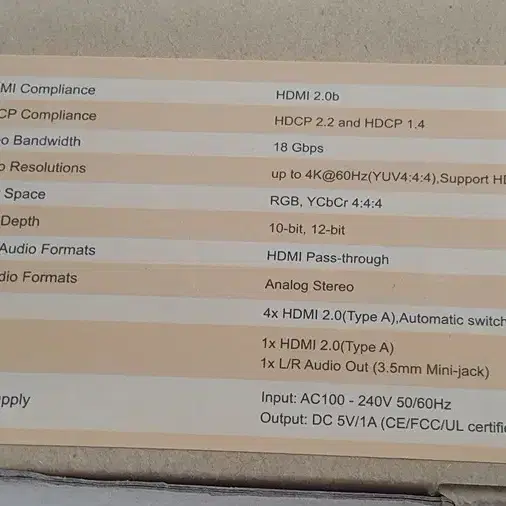 MI Compliance HDMI 2.0b
CP Compliance HDCP 2.2 and HDCP 1.4
o Bandwidth 18 Gbps
o Resolutions up to 4K@60Hz(YUV4:4:4),Support H
Space RGB, YCbCr 4:4:4
Depth 10-bit, 12-bit
Audio Formats HDMI Pass-through
dio Formats Analog Stereo
4x HDMI 2.0(Type A),Automatic switch
1x HDMI 2.0(Type A)
1x L/R Audio Out (3.5mm Mini-jack)
pply Input: AC100 - 240V 50/60Hz
Output: DC 5V/1A (CE/FCC/UL certifie